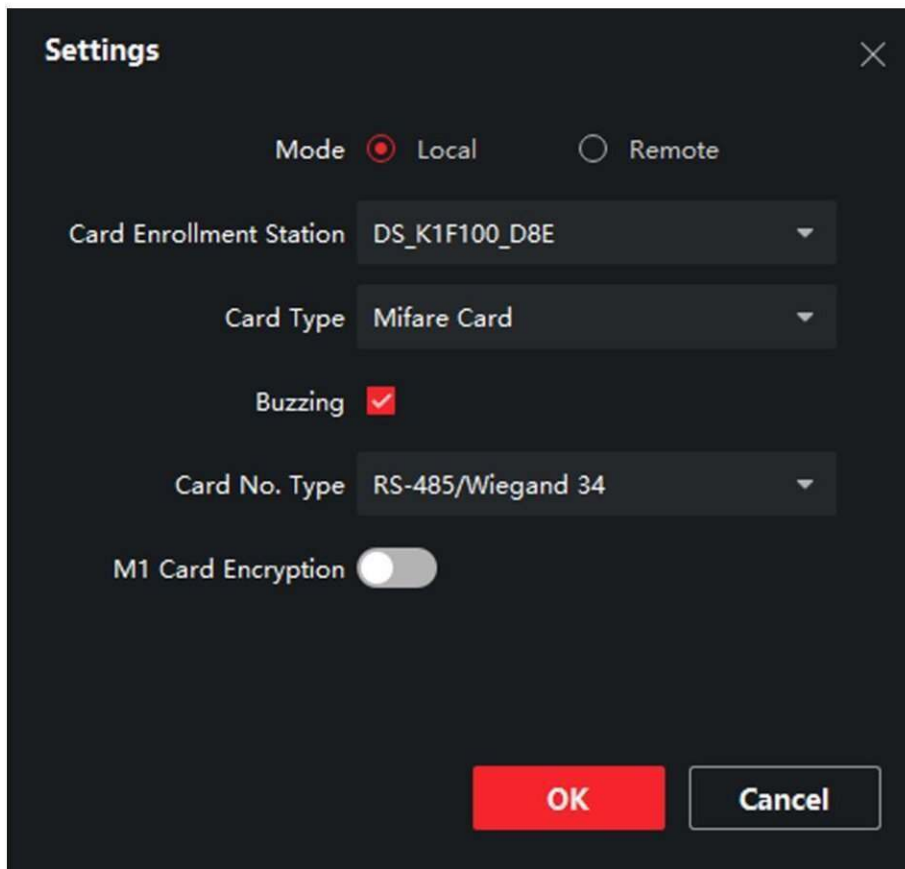 Settings
Mode Local Remote
Card Enrollment Station DS_K1F100_D8E
Card Type Mifare Card
Buzzing
Card No. Type RS-485/Wiegand 34
M1 Card Encryption
OK Cancel